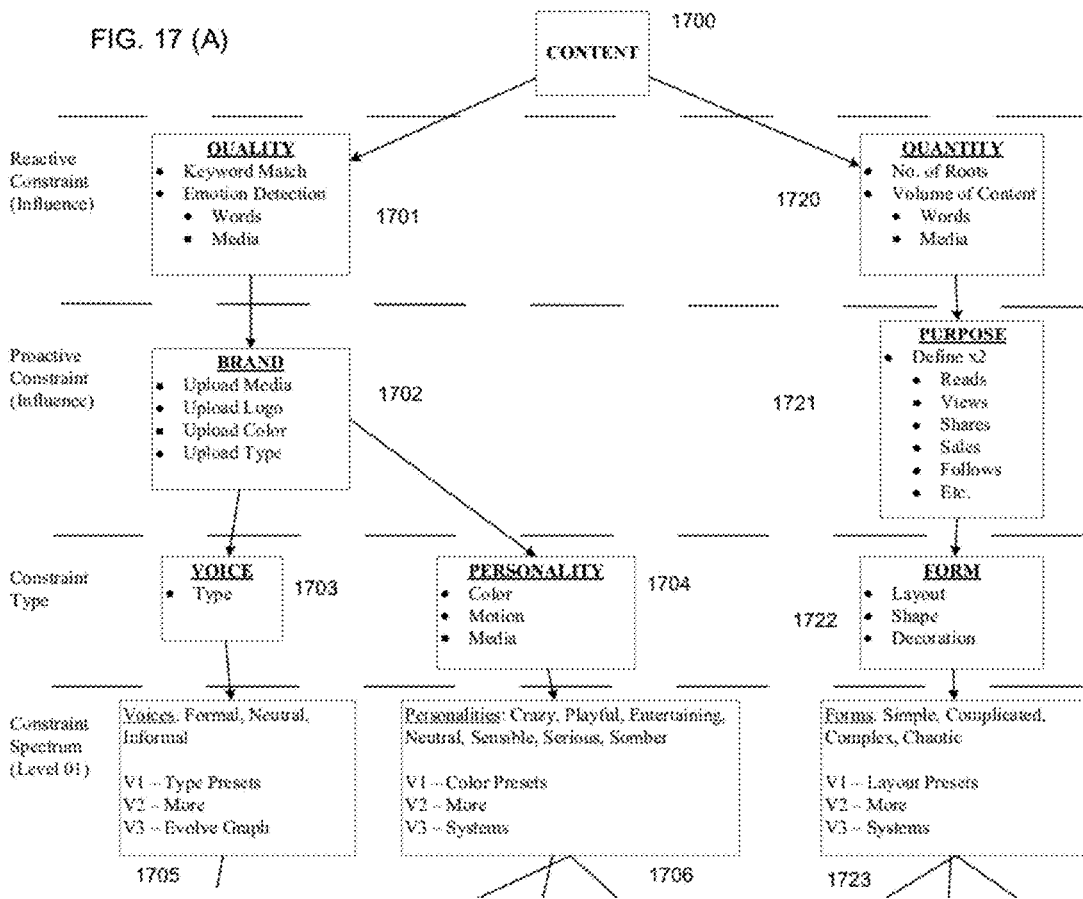 FIG. 17 (A)
1700
CONTENT
Reactive
Constraint
(Influence)
QUALITY
• Keyword Match
• Emotion Detection
• Words
• Media
1701
1720
QUANTITY
• No. of Roots
• Volume of Content
• Words
• Media
Proactive
Constraint
(Influence)
BRAND
• Upload Media
• Upload Logo
• Upload Color
• Upload Type
1702
1721
PURPOSE
• Define x2
• Reads
• Views
• Shares
• Sales
• Follows
• Etc.
Constraint
Type
VOICE
• Type
1703
PERSONALITY
• Color
• Motion
• Media
1704
1722
FORM
• Layout
• Shape
• Decoration
Constraint
Spectrum
(Level 01)
Voices: Formal, Neutral,
Informal
V1 – Type Presets
V2 – More
V3 – Evolve Graph
1705
Personalities: Crazy, Playful, Entertaining,
Neutral, Sensible, Serious, Somber
V1 – Color Presets
V2 – More
V3 – Systems
1706
Forms: Simple, Complicated,
Complex, Chaotic
V1 – Layout Presets
V2 – More
V3 – Systems
1723